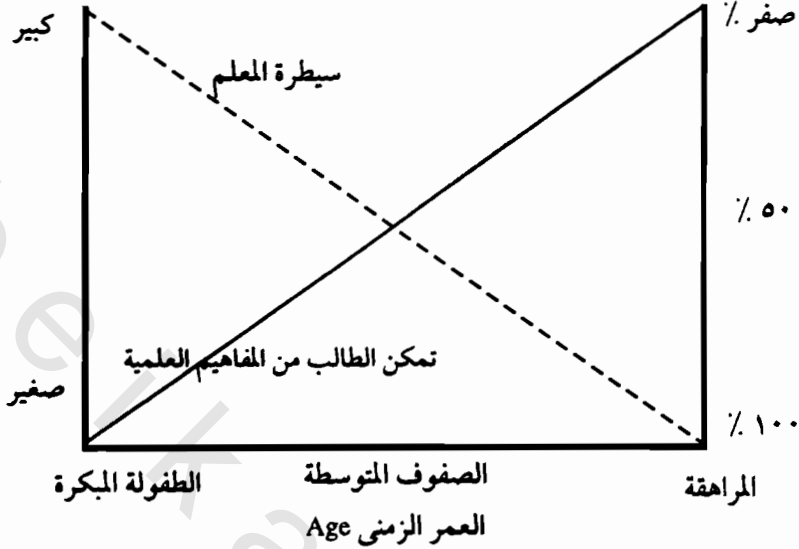 كبير
صفر ٪
سيطرة المعلم
٥٠ ٪
تمكن الطالب من المفاهيم العلمية
صغير
١٠٠ ٪
الطفولة المبكرة
الصفوف المتوسطة
المراهقة
العمر الزمنى Age